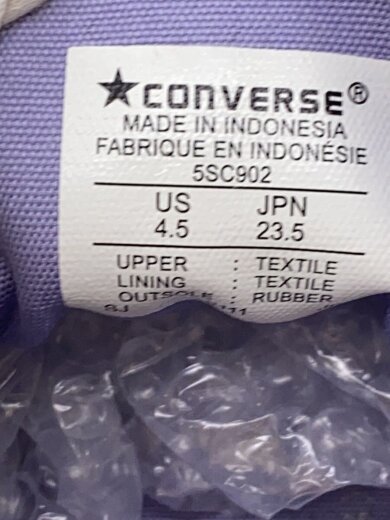 ★CONVERSE®
MADE IN INDONESIA
FABRIQUE EN INDONÉSIE
5SC902
US JPN
4.5 23.5
UPPER : TEXTILE
LINING : TEXTILE
OUTSOLE : RUBBER